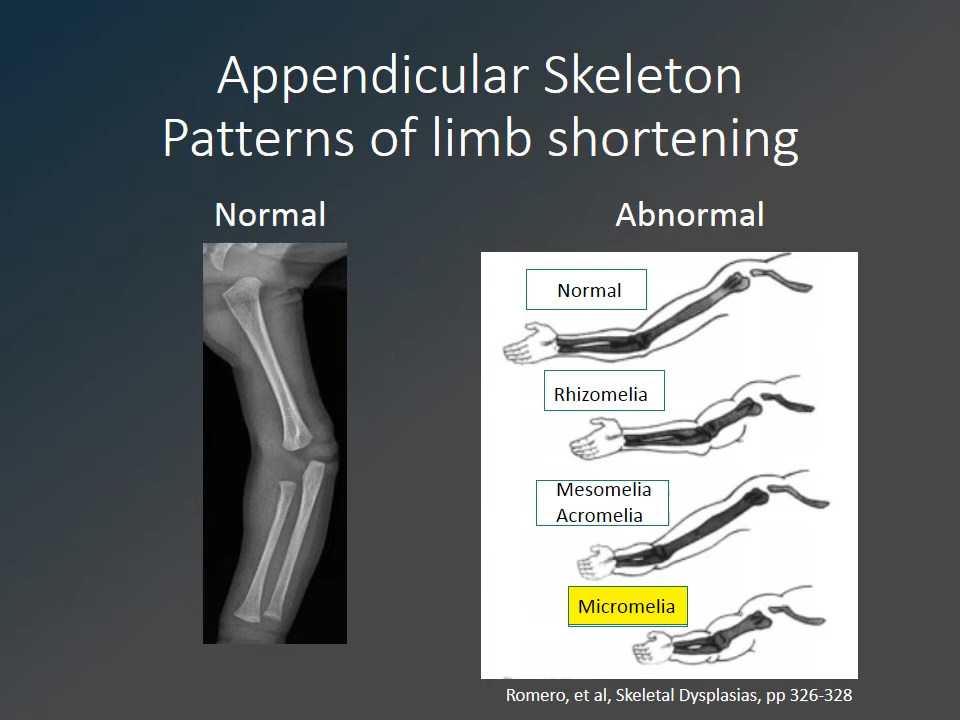 Appendicular Skeleton
Patterns of limb shortening
Normal
Abnormal
Normal
Rhizomelia
Mesomelia
Acromelia
Micromelia
Romero, et al, Skeletal Dysplasias, pp 326-328